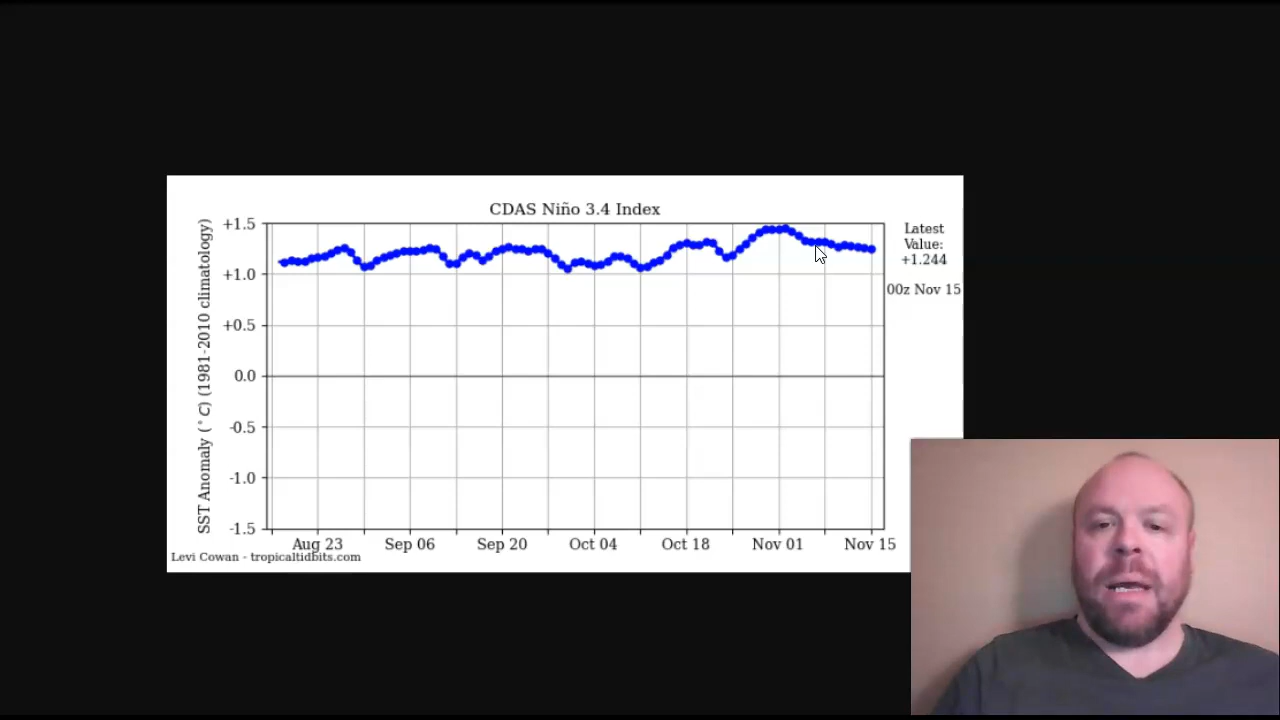 CDAS Niño 3.4 Index
SST Anomaly (°C) (1981-2010 climatology)
+1.5
+1.0
+0.5
0.0
-0.5
-1.0
-1.5
Aug 23 Sep 06 Sep 20 Oct 04 Oct 18 Nov 01 Nov 15
Latest
Value:
+1.244
00z Nov 15
Levi Cowan - tropicaltidbits.com